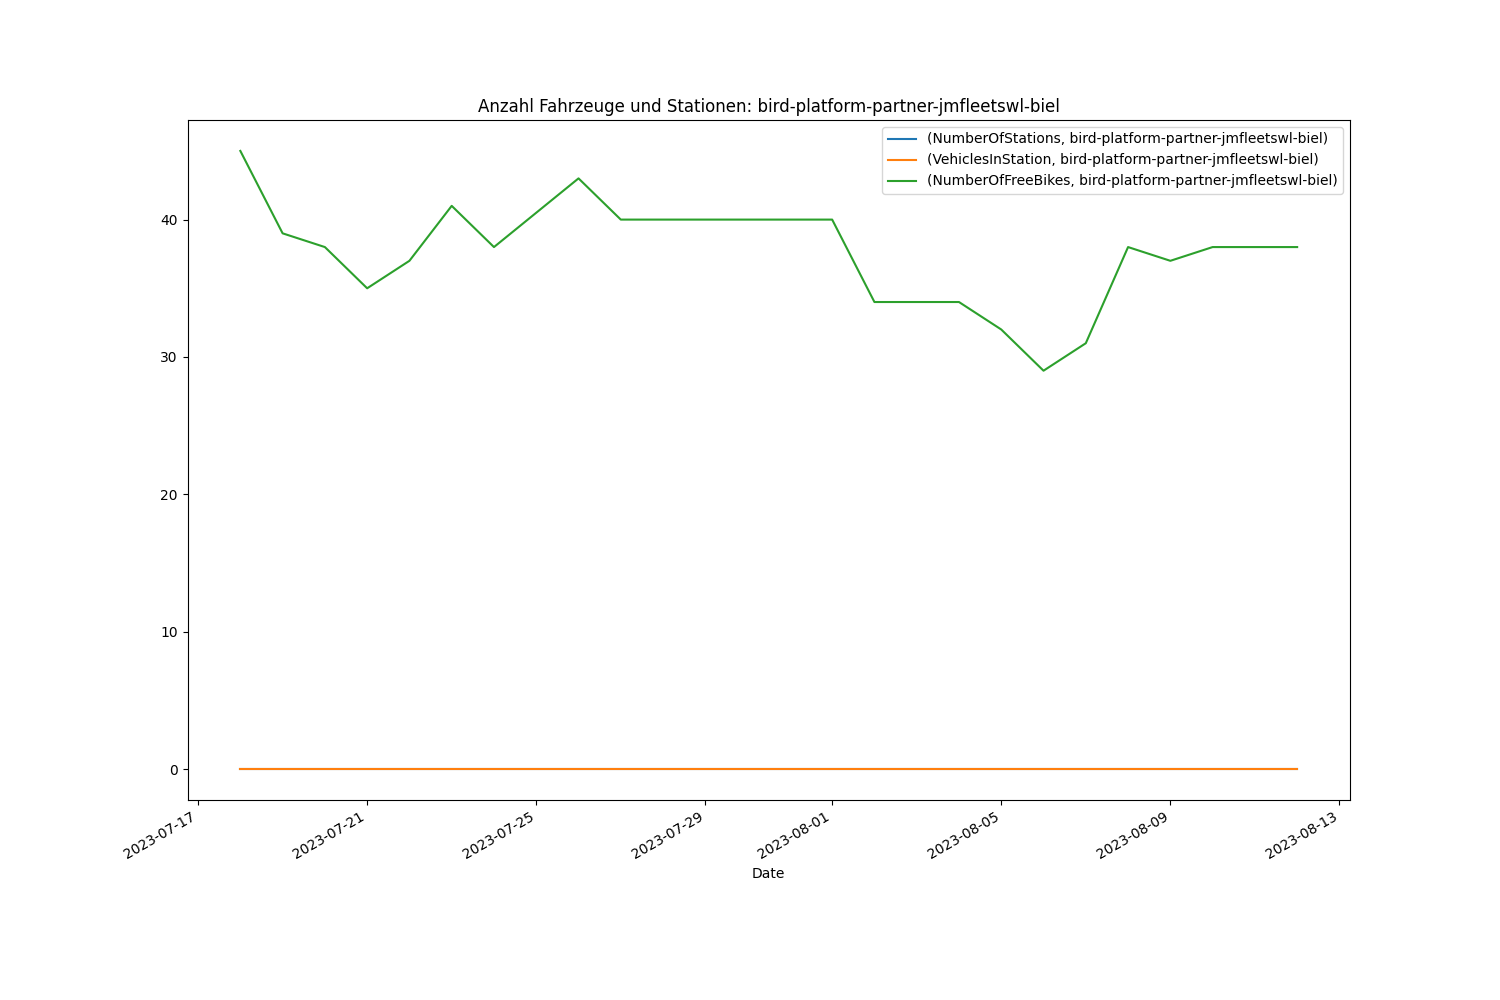 Anzahl Fahrzeuge und Stationen: bird-platform-partner-jmfleetswl-biel
(NumberOfStations, bird-platform-partner-jmfleetswl-biel)
(VehiclesInStation, bird-platform-partner-jmfleetswl-biel)
(NumberOfFreeBikes, bird-platform-partner-jmfleetswl-biel)
40
30
20
10
0
2023-07-17
2023-07-21
2023-07-25
2023-07-29
2023-08-01
2023-08-05
2023-08-09
2023-08-13
Date